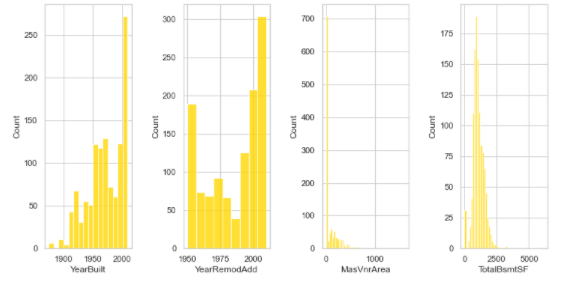 250
200
150
100
50
0
Count
1900 1950 2000
YearBuilt
300
250
200
150
100
50
0
Count
1950 1975 2000
YearRemodAdd
700
600
500
400
300
200
100
0
Count
0 1000
MasVnrArea
175
150
125
100
75
50
25
0
Count
0 2500 5000
TotalBsmtSF